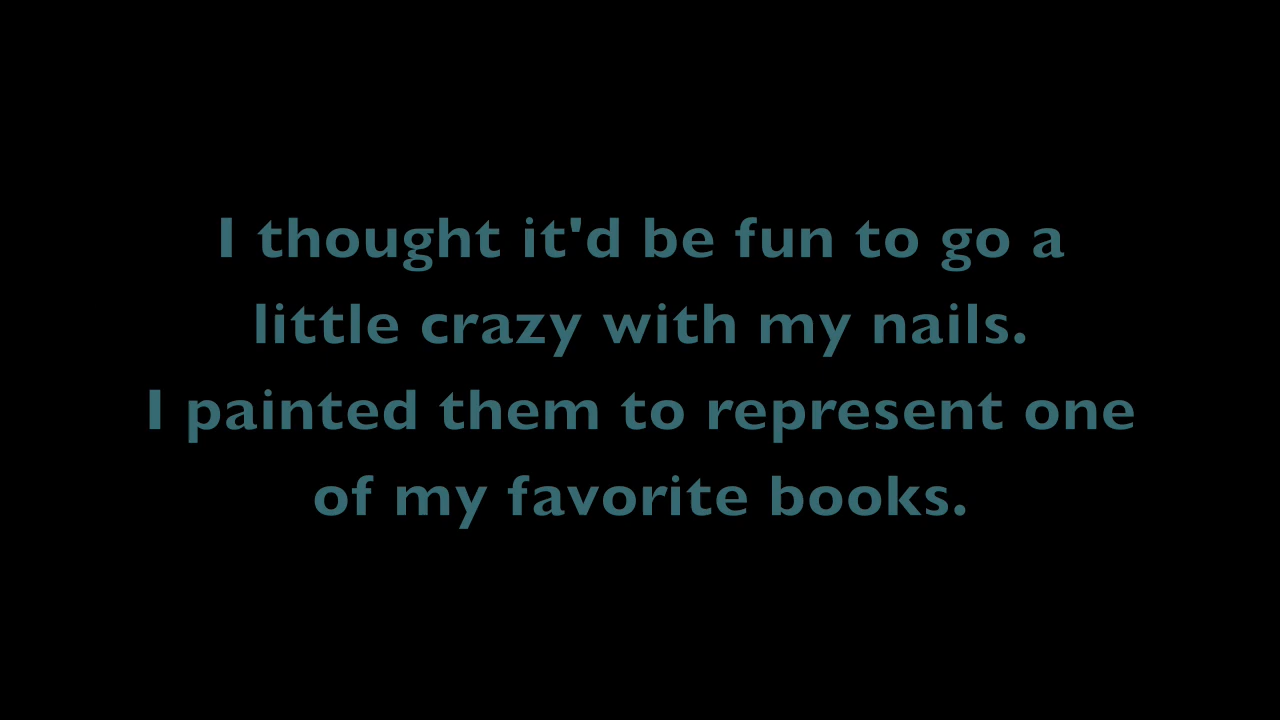 I thought it'd be fun to go a
little crazy with my nails.
I painted them to represent one
of my favorite books.